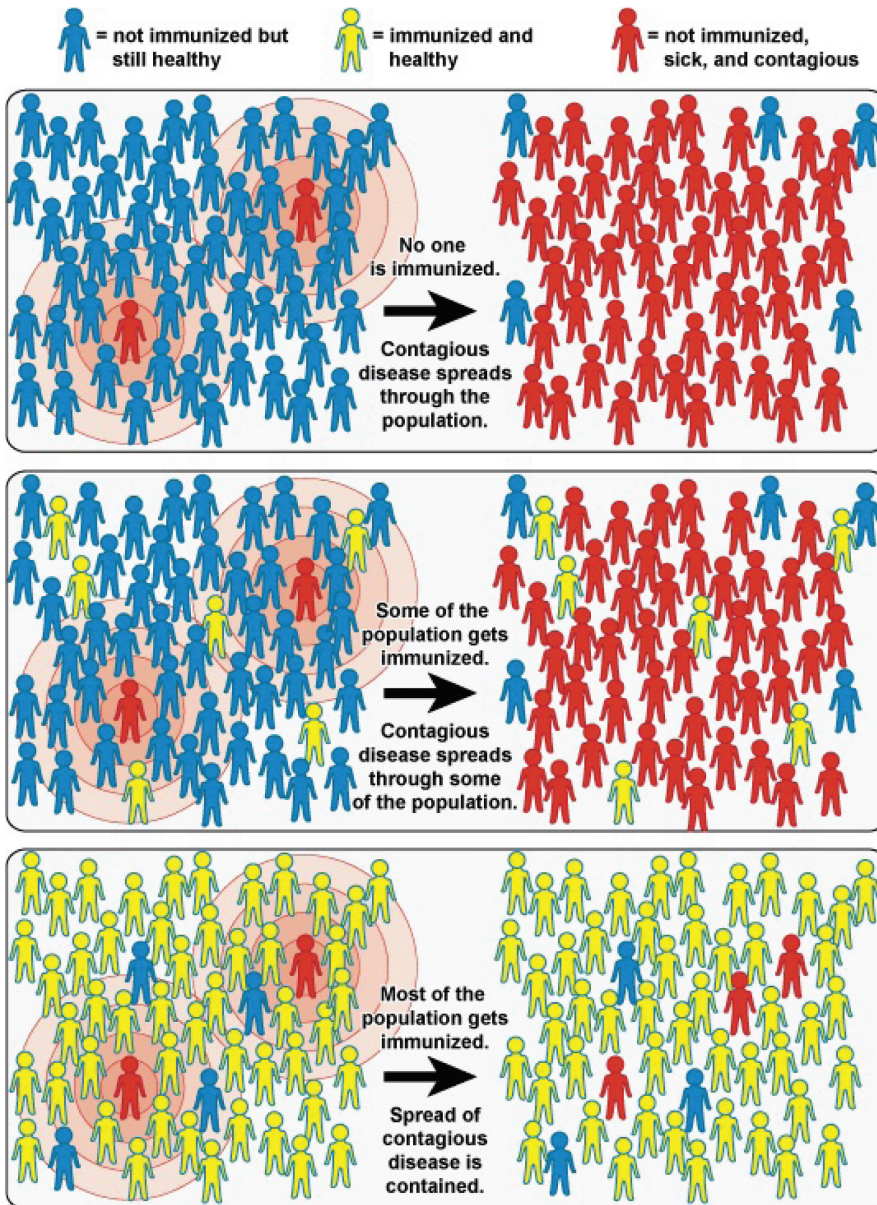 = not immunized but
still healthy
= immunized and
healthy
= not immunized,
sick, and contagious
No one
is immunized.
Contagious
disease spreads
through the
population.
Some of the
population gets
immunized.
Contagious
disease spreads
through some
of the population.
Most of the
population gets
immunized.
Spread of
contagious
disease is
contained.